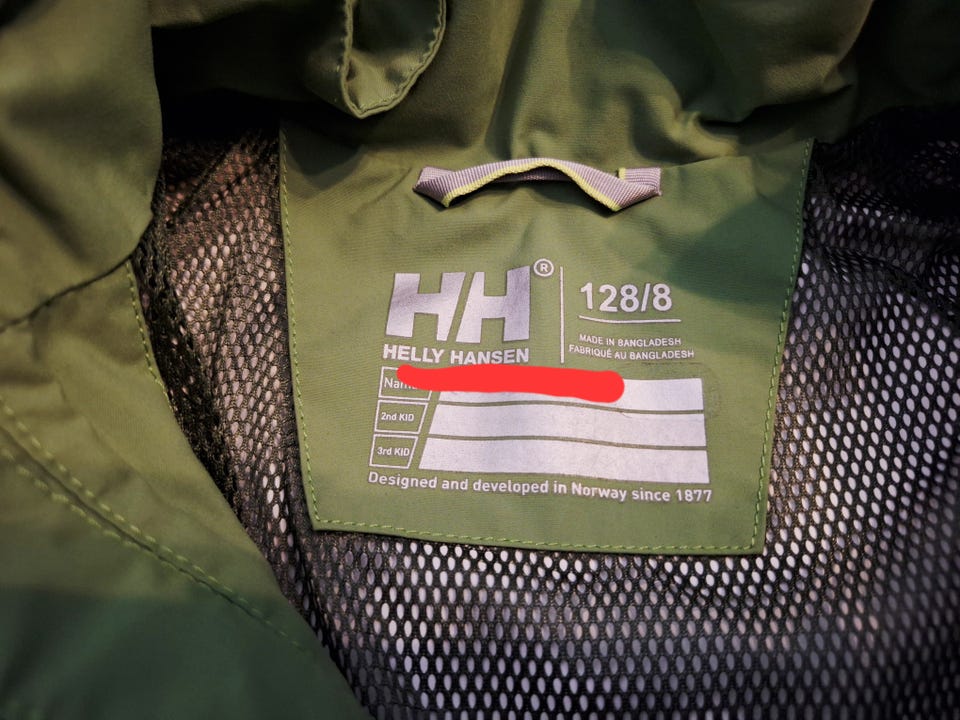 HH®
128/8
HELLY HANSEN
MADE IN BANGLADESH
FABRIQUÉ AU BANGLADESH
2nd KID
3rd KID
Designed and developed in Norway since 1877